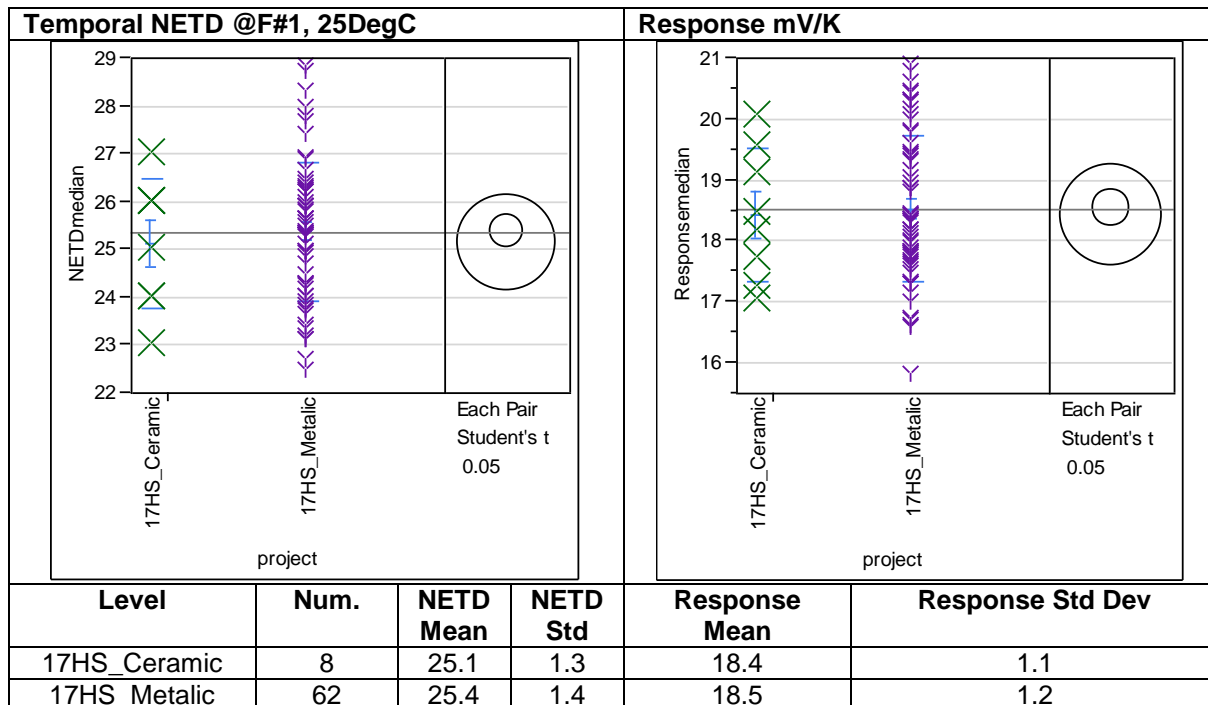 Temporal NETD @F#1, 25DegC
Response mV/K
29
28
27
26
25
24
23
22
NETDmedian
17HS_Ceramic
17HS_Metalic
project
Each Pair
Student's t
0.05
21
20
19
18
17
16
Responsemedian
17HS_Ceramic
17HS_Metalic
project
Each Pair
Student's t
0.05
Level Num. NETD Mean NETD Std Response Mean Response Std Dev
17HS_Ceramic 8 25.1 1.3 18.4 1.1
17HS_Metalic 62 25.4 1.4 18.5 1.2